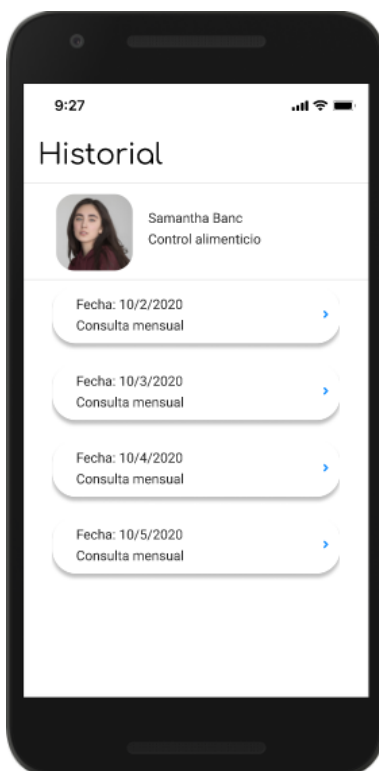 9:27
Historial
Samantha Banc
Control alimenticio
Fecha: 10/2/2020
Consulta mensual
Fecha: 10/3/2020
Consulta mensual
Fecha: 10/4/2020
Consulta mensual
Fecha: 10/5/2020
Consulta mensual